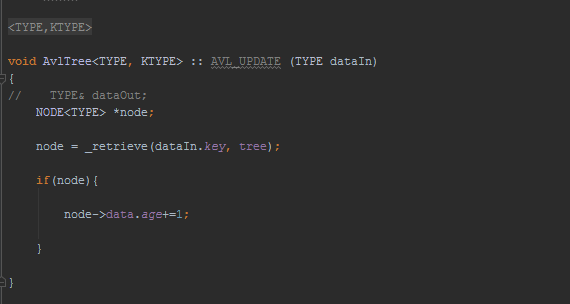 <TYPE,KTYPE>
void AvlTree<TYPE, KTYPE> :: AVL_UPDATE (TYPE dataIn)
{
//    TYPE& dataOut;
NODE<TYPE> *node;
node = _retrieve(dataIn.key, tree);
if(node){
node->data.age+=1;
}
}